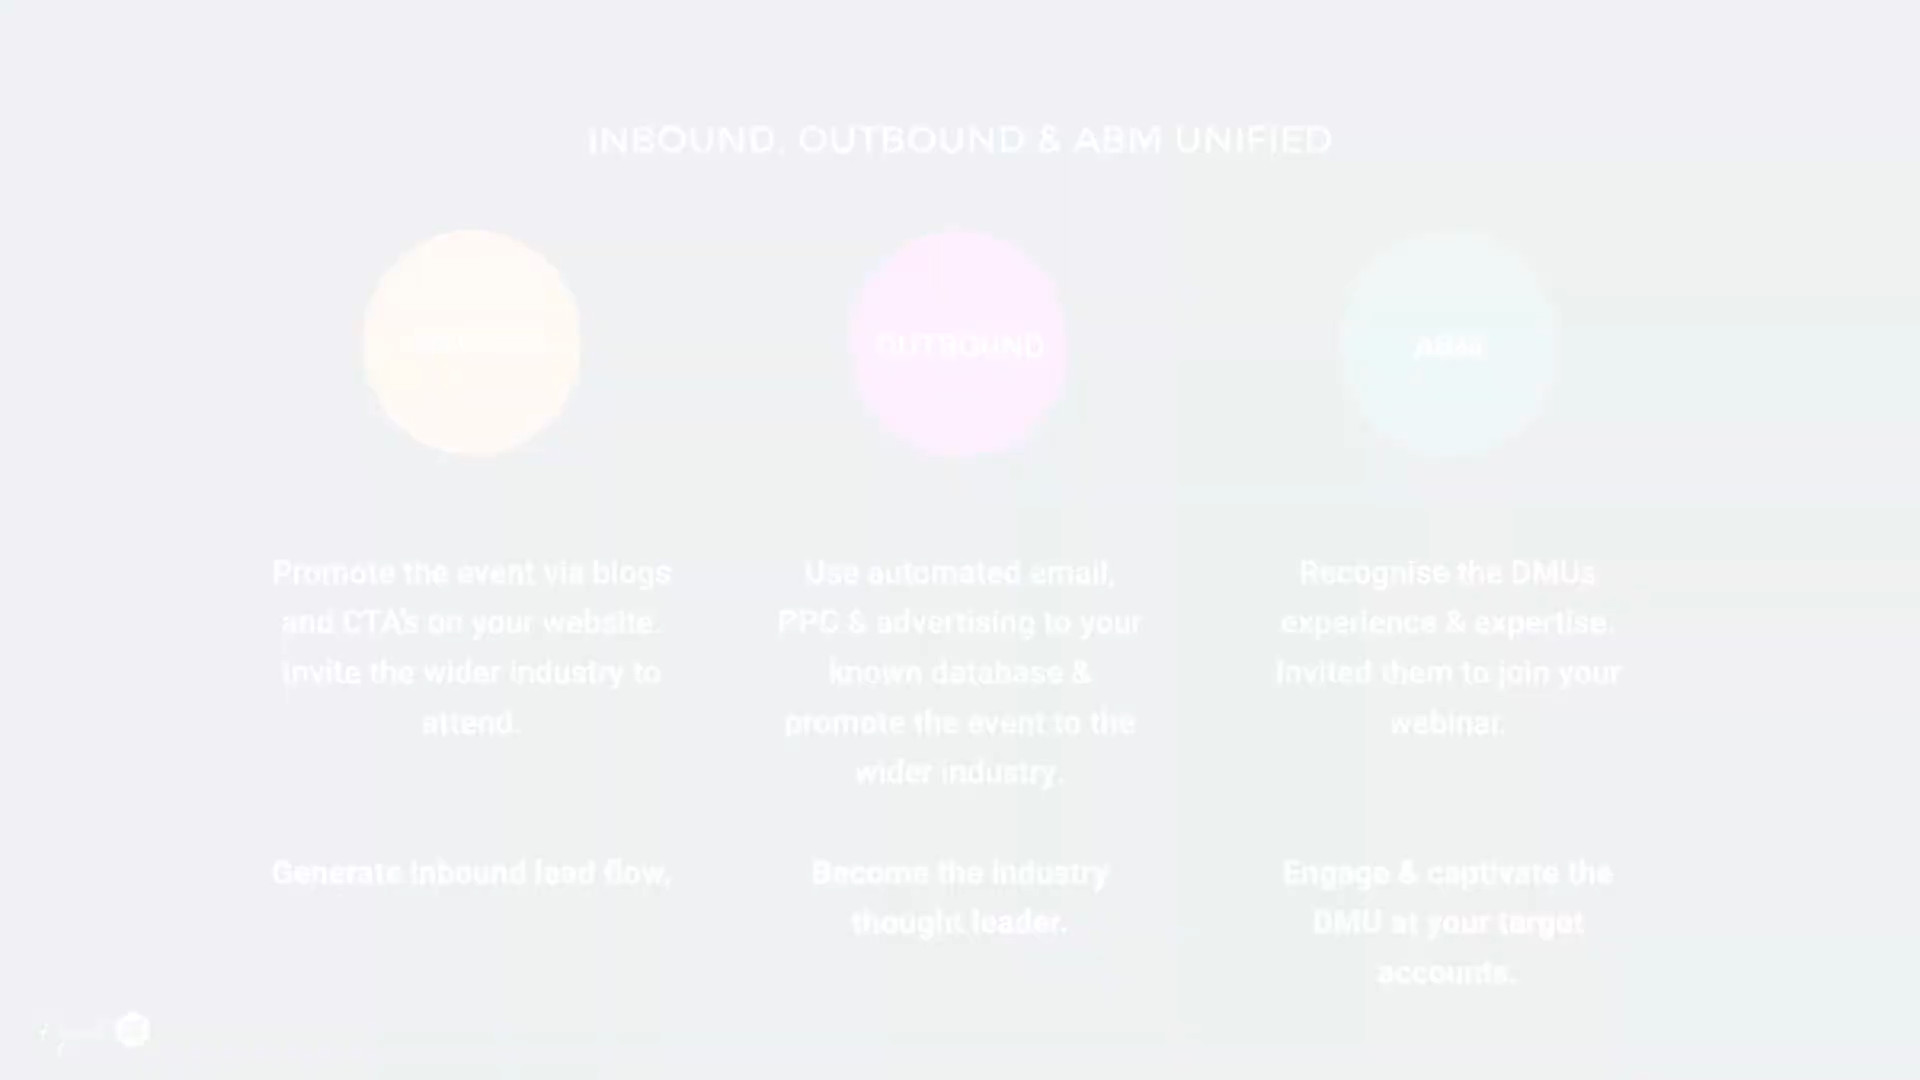 INBOUND, OUTBOUND & ABM UNIFIED
OUTBOUND
ABM
Promote the event via blogs
and CTA's on your website.
Invite the wider industry to
attend.
Generate inbound lead flow.
Use automated email,
PPC & advertising to your
known database &
promote the event to the
wider industry.
Become the industry
thought leader.
Recognise the DMUs
experience & expertise.
Invited them to join your
webinar.
Engage & captivate the
DMU at your target
accounts.